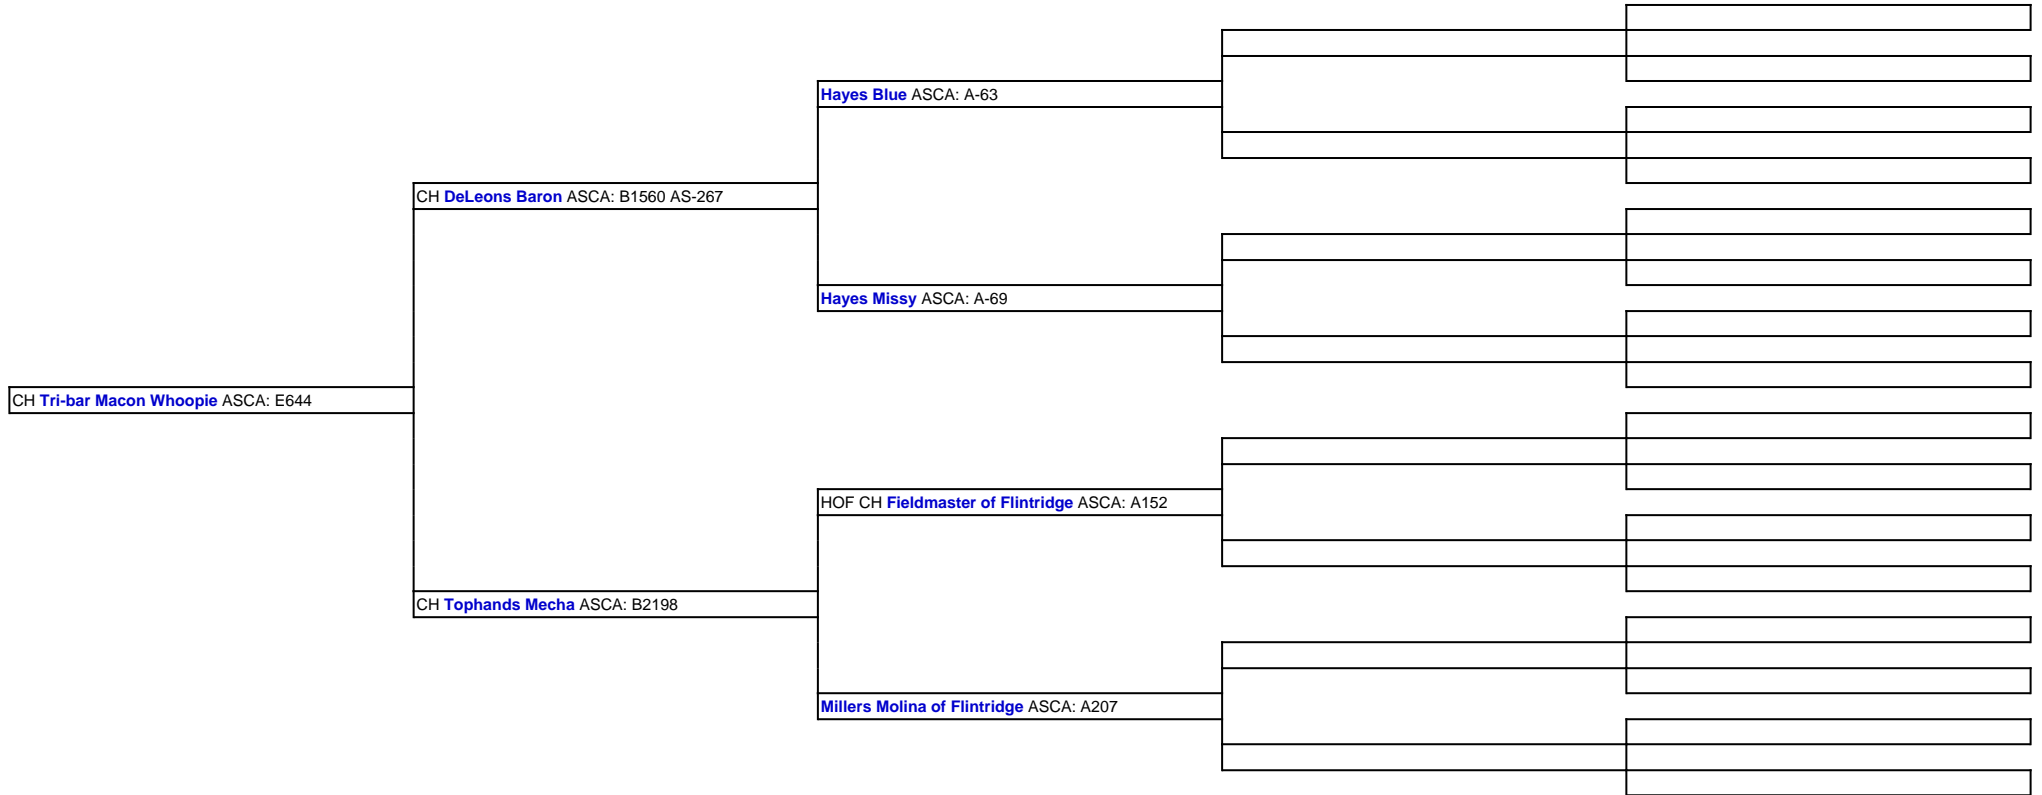 Hayes Blue ASCA: A-63
CH DeLeons Baron ASCA: B1560 AS-267
Hayes Missy ASCA: A-69
CH Tri-bar Macon Whoopie ASCA: E644
HOF CH Fieldmaster of Flintridge ASCA: A152
CH Tophands Mecha ASCA: B2198
Millers Molina of Flintridge ASCA: A207